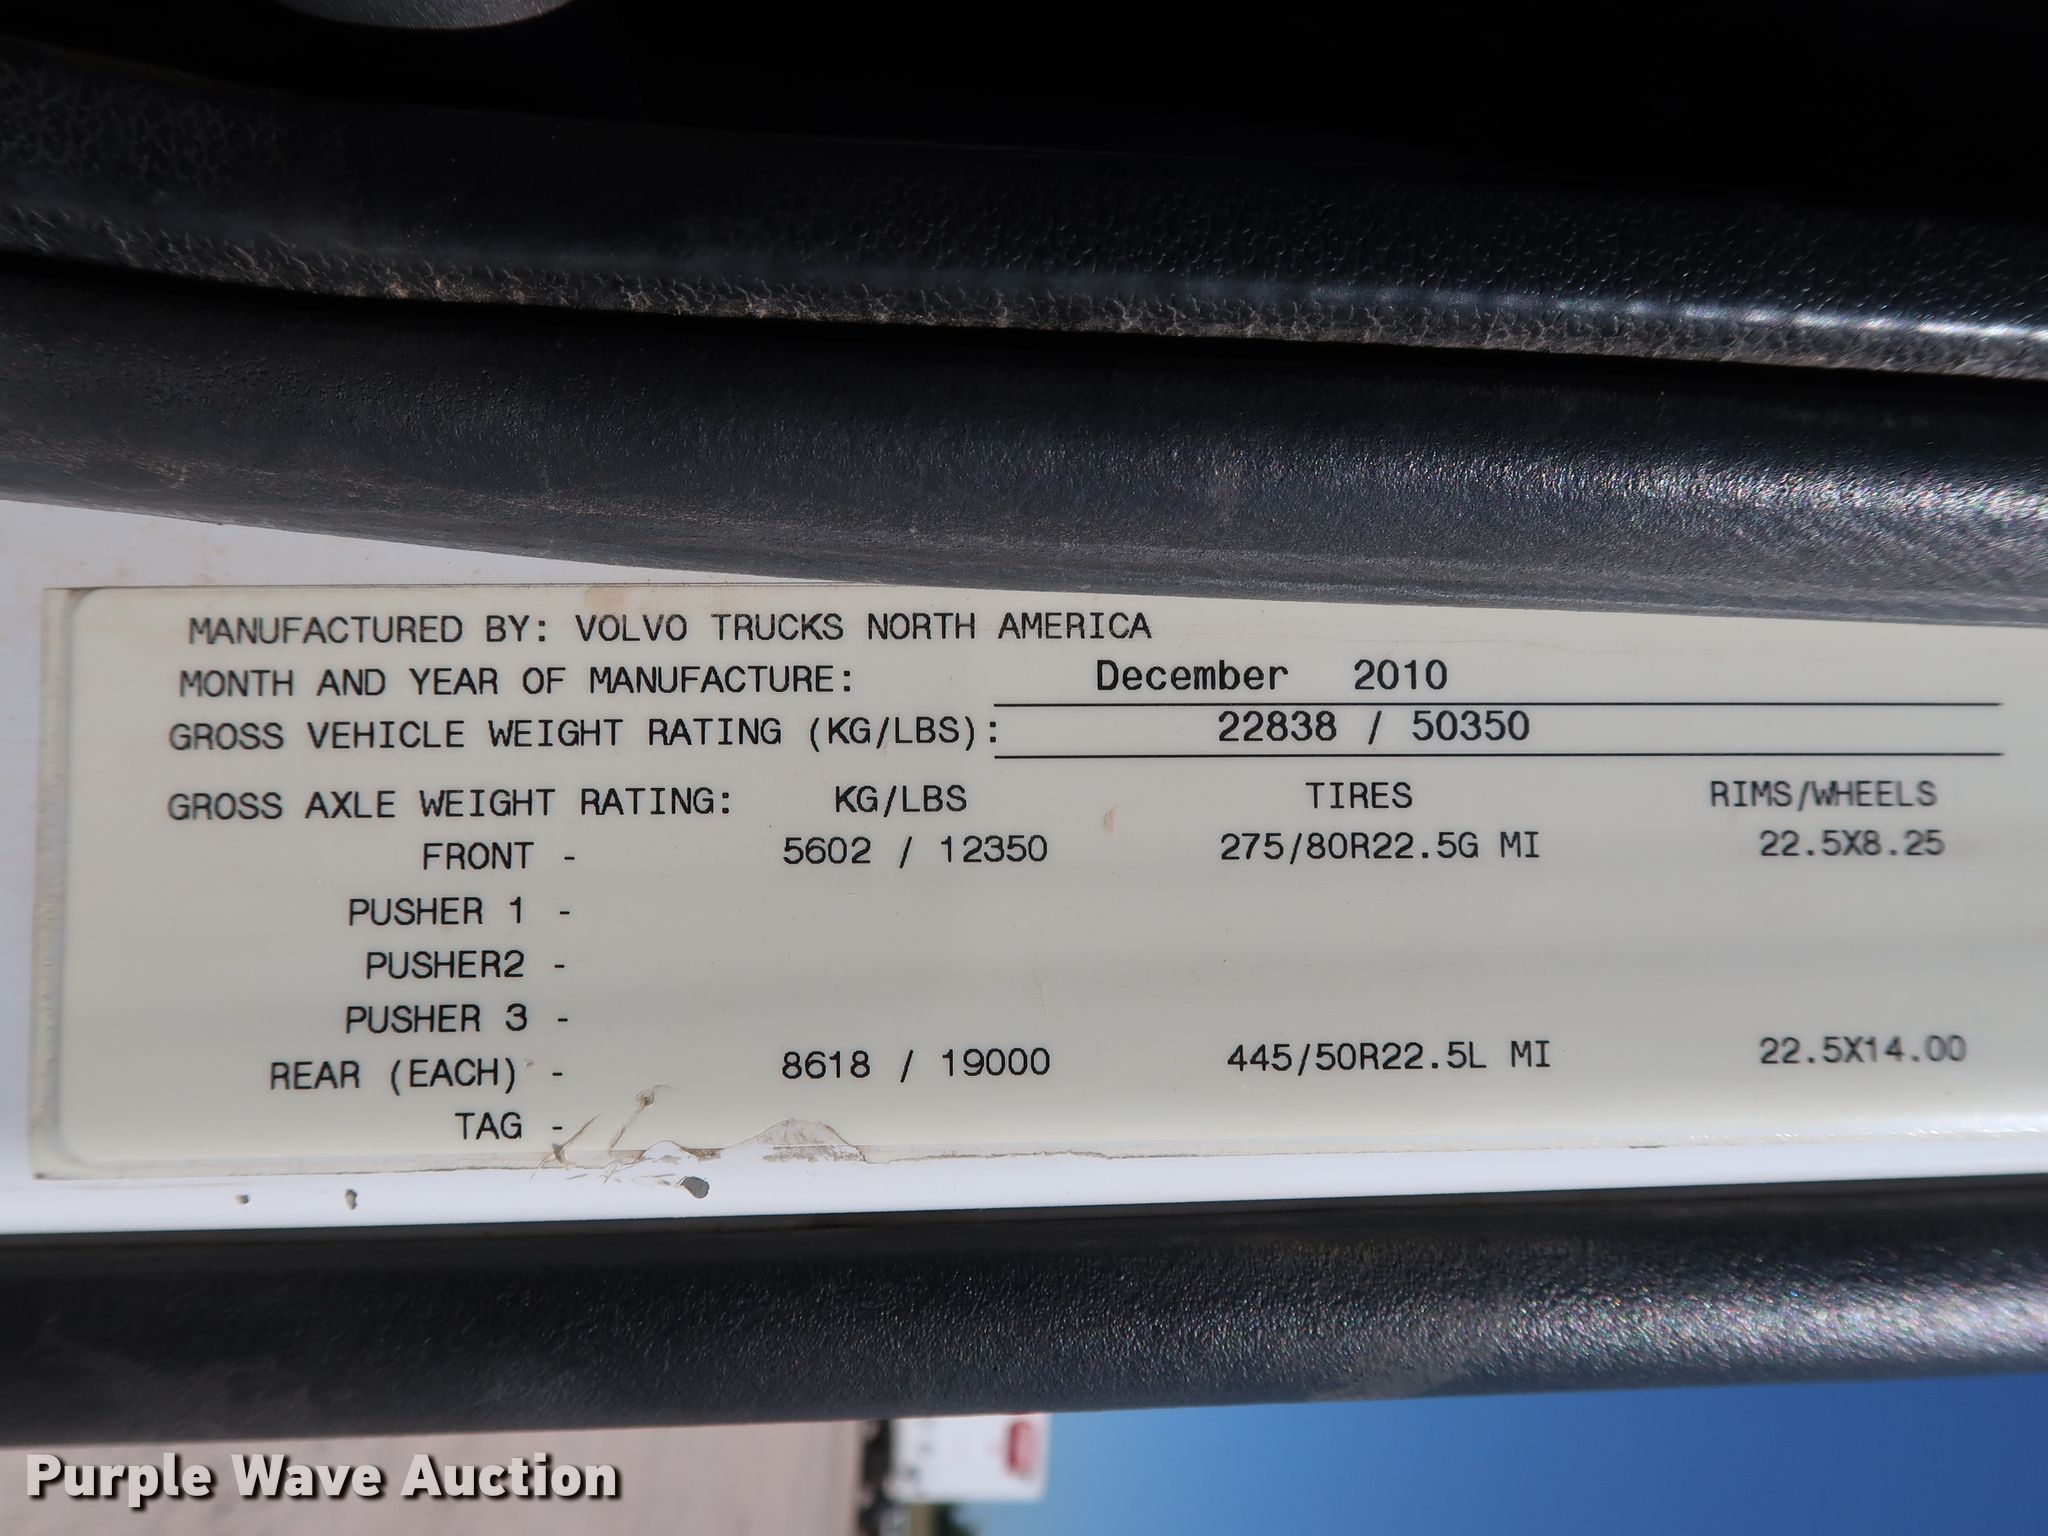 MANUFACTURED BY: VOLVO TRUCKS NORTH AMERICA
MONTH AND YEAR OF MANUFACTURE: December 2010
GROSS VEHICLE WEIGHT RATING (KG/LBS): 22838 / 50350
GROSS AXLE WEIGHT RATING: KG/LBS TIRES RIMS/WHEELS
FRONT - 5602 / 12350 275/80R22.5G MI 22.5X8.25
PUSHER 1 -
PUSHER2 -
PUSHER 3 -
REAR (EACH) - 8618 / 19000 445/50R22.5L MI 22.5X14.00
TAG -
Purple Wave Auction